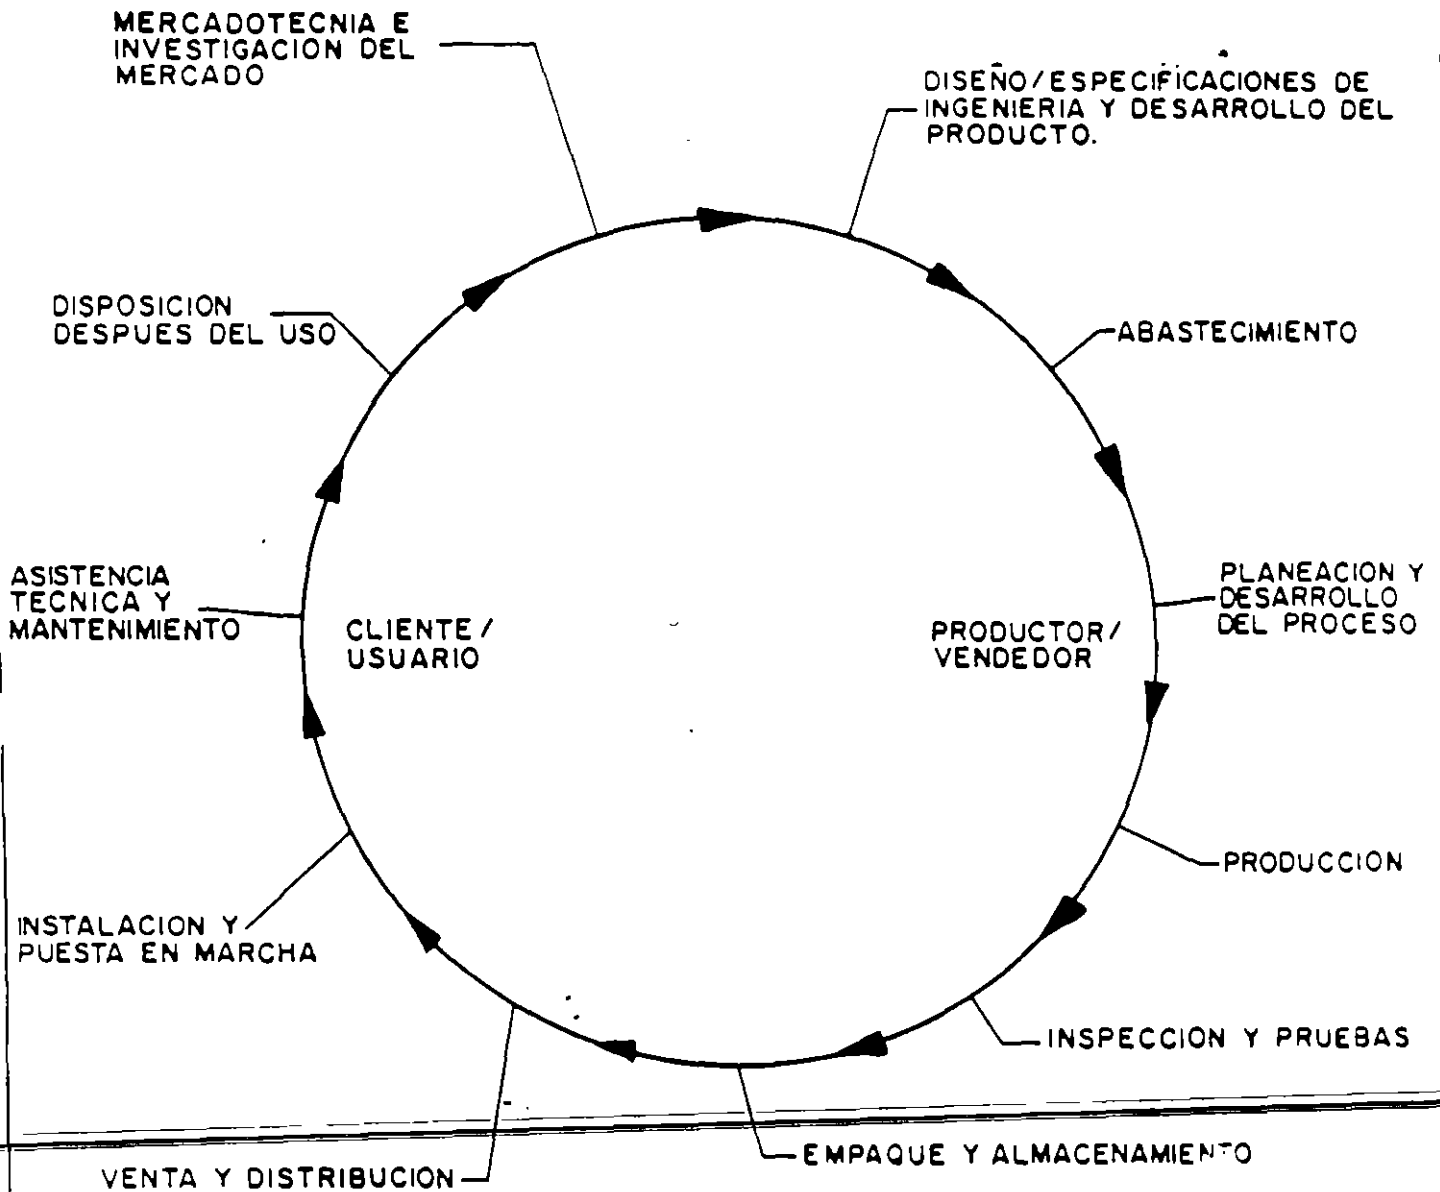 MERCADOTECNIA E
INVESTIGACION DEL
MERCADO
DISEÑO/ESPECIFICACIONES DE
INGENIERIA Y DESARROLLO DEL
PRODUCTO.
ABASTECIMIENTO
PLANEACION Y
DESARROLLO
DEL PROCESO
PRODUCCION
INSPECCION Y PRUEBAS
EMPAQUE Y ALMACENAMIENTO
VENTA Y DISTRIBUCION
INSTALACION Y
PUESTA EN MARCHA
ASISTENCIA
TECNICA Y
MANTENIMIENTO
DISPOSICION
DESPUES DEL USO
CLIENTE/
USUARIO
PRODUCTOR/
VENDEDOR